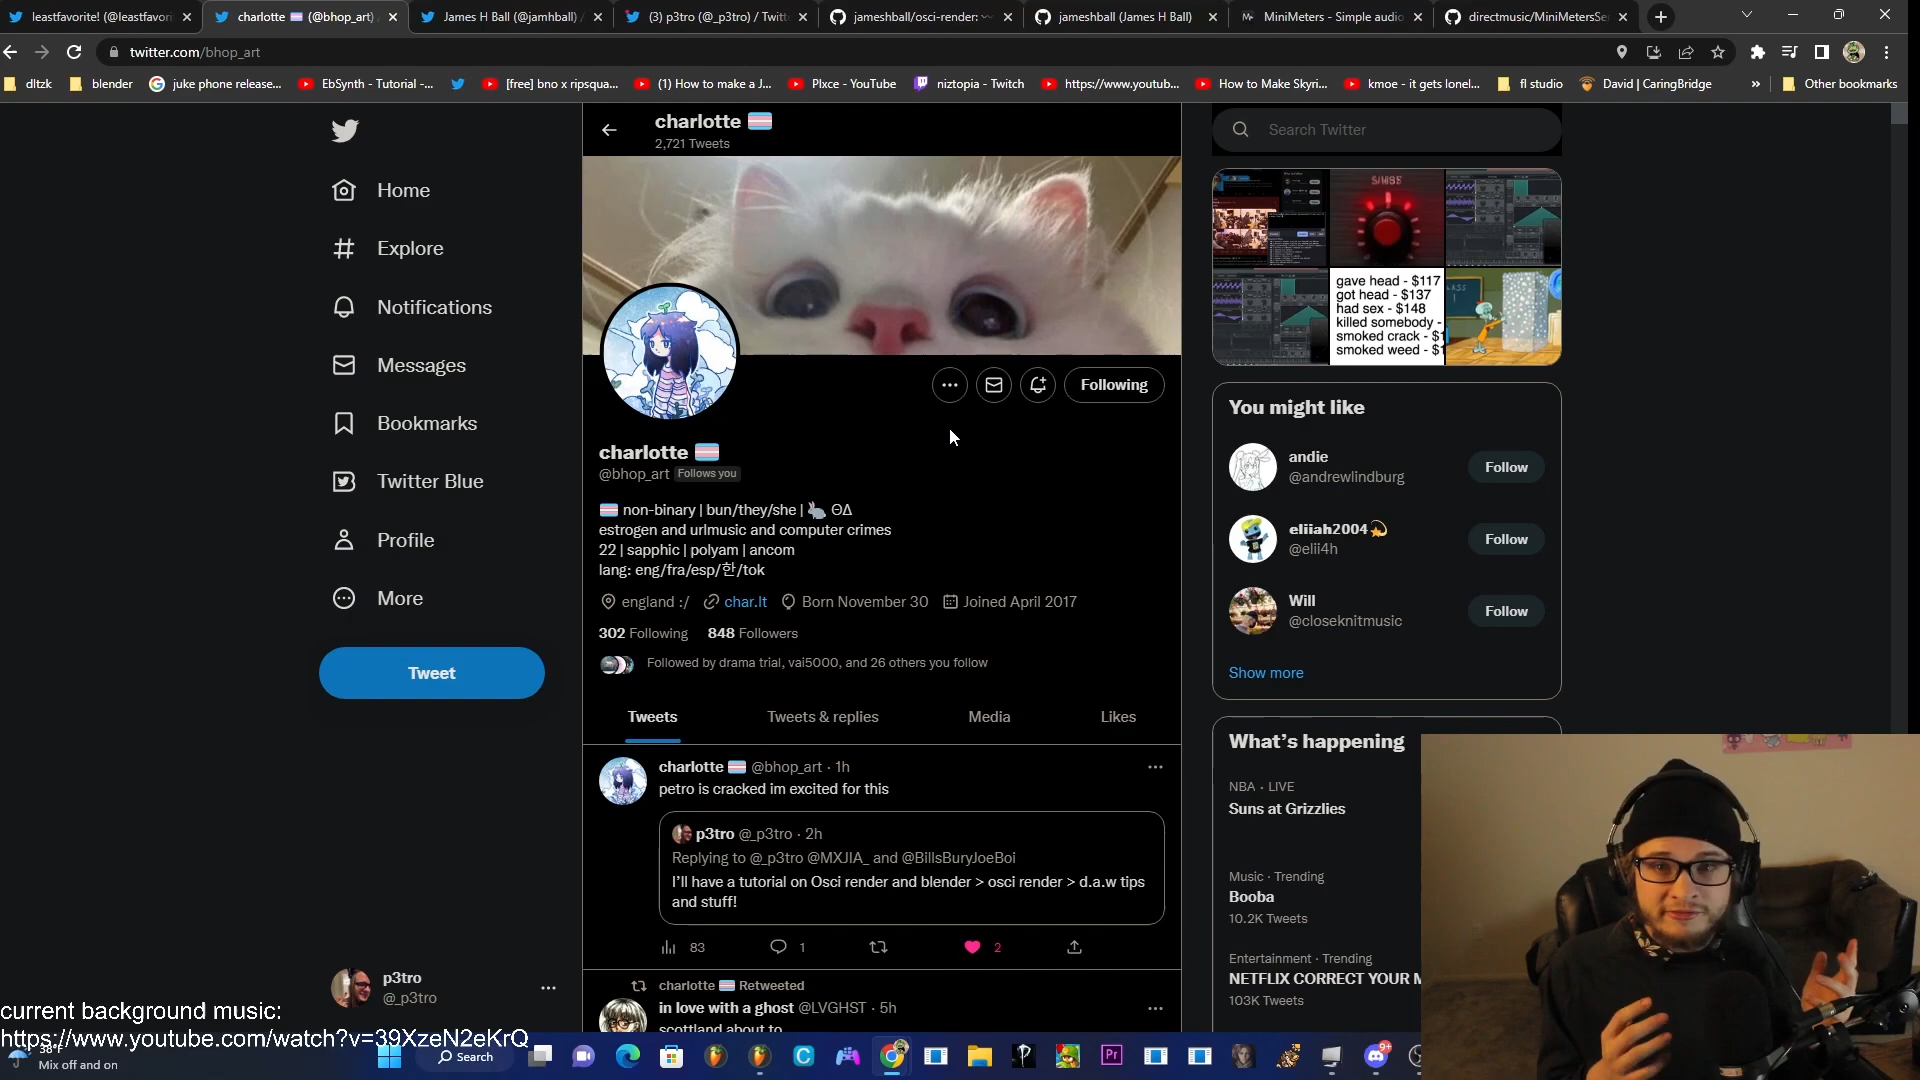 leastfavorite! (@leastfavori
charlotte (@bhop_art)
James H Ball (@jamhball)
(3) p3tro (@_p3tro) / Twitte
jameshball/osci-render:
jameshball (James H Ball)
MiniMeters - Simple audio
directmusic/MiniMetersSe
twitter.com/bhop_art
dltzk
blender
juke phone release...
EbSynth - Tutorial -...
[free] bno x ripsqua...
(1) How to make a J...
Plxce - YouTube
niztopia - Twitch
https://www.youtub...
How to Make Skyri...
kmoe - it gets lonel...
fl studio
David | CaringBridge
»
Other bookmarks
charlotte
2,721 Tweets
Search Twitter
Home
Explore
Notifications
Messages
Bookmarks
Twitter Blue
Profile
More
Tweet
gave head - $117
got head - $137
had sex - $148
killed somebody -
smoked crack - $1
smoked weed - $1
Following
charlotte
@bhop_art Follows you
non-binary | bun/they/she | 🐇 ΘΔ
estrogen and urlmusic and computer crimes
22 | sapphic | polyam | ancom
lang: eng/fra/esp/한/tok
england :/ char.lt Born November 30 Joined April 2017
302 Following 848 Followers
Followed by drama trial, vai5000, and 26 others you follow
Tweets
Tweets & replies
Media
Likes
charlotte @bhop_art · 1h
petro is cracked im excited for this
p3tro @_p3tro · 2h
Replying to @_p3tro @MXJIA_ and @BillsBuryJoeBoi
I'll have a tutorial on Osci render and blender > osci render > d.a.w tips
and stuff!
83
1
2
charlotte Retweeted
in love with a ghost @LVGHST · 5h
scottland about to
You might like
andie
@andrewlindburg
Follow
eliiah2004💫
@elii4h
Follow
Will
@closeknitmusic
Follow
Show more
What's happening
NBA · LIVE
Suns at Grizzlies
Music · Trending
Booba
10.2K Tweets
Entertainment · Trending
NETFLIX CORRECT YOUR M
103K Tweets
p3tro
@_p3tro
current background music:
https://www.youtube.com/watch?v=39XzeN2eKrQ
38°F
Mix off and on
Search
Pr
9+